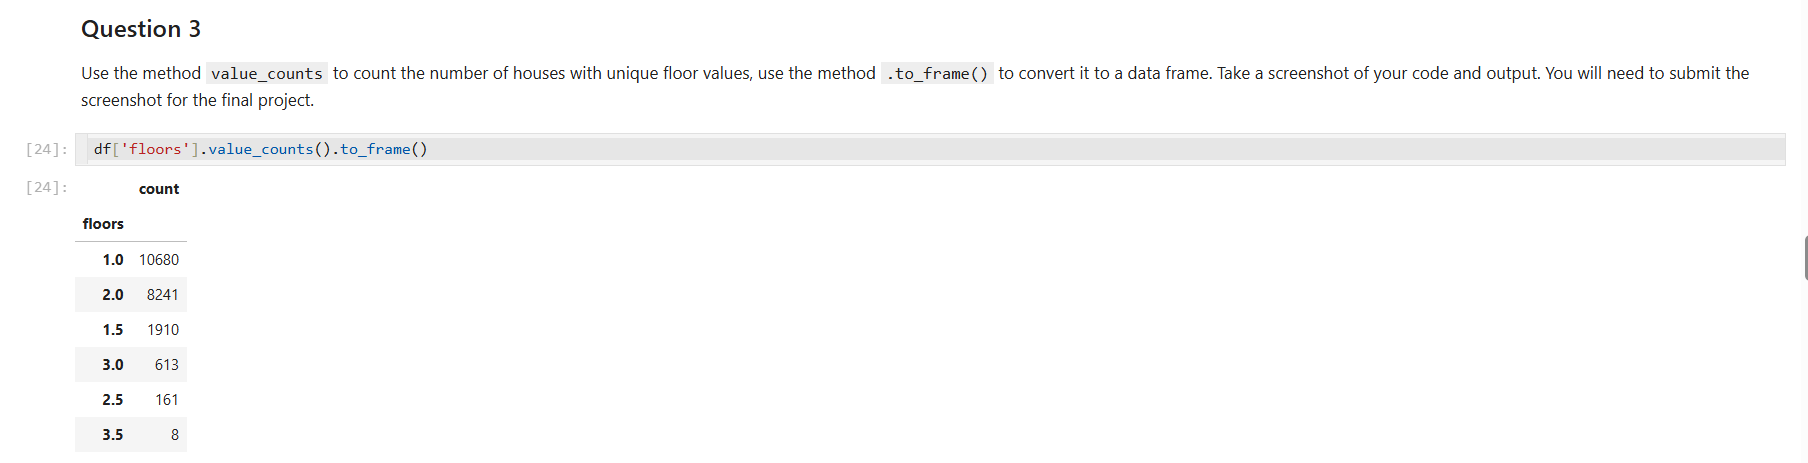 Question 3
Use the method value_counts to count the number of houses with unique floor values, use the method .to_frame() to convert it to a data frame. Take a screenshot of your code and output. You will need to submit the
screenshot for the final project.
[24]: df['floors'].value_counts().to_frame()
[24]: count
floors
1.0 10680
2.0 8241
1.5 1910
3.0 613
2.5 161
3.5 8